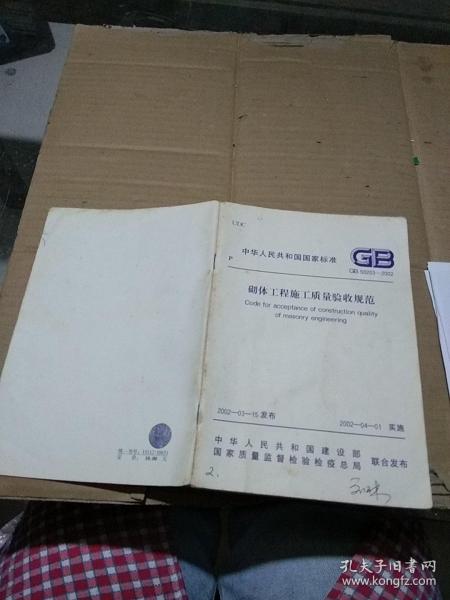 UDC
中华人民共和国国家标准
GB
P
GB 50203-2002
砌体工程施工质量验收规范
Code for acceptance of construction quality
of masonry engineering
2002—03—15 发布
2002—04—01 实施
中华人民共和国建设部
国家质量监督检验检疫总局
联合发布
2.
孔夫子旧书网
www.kongfz.com